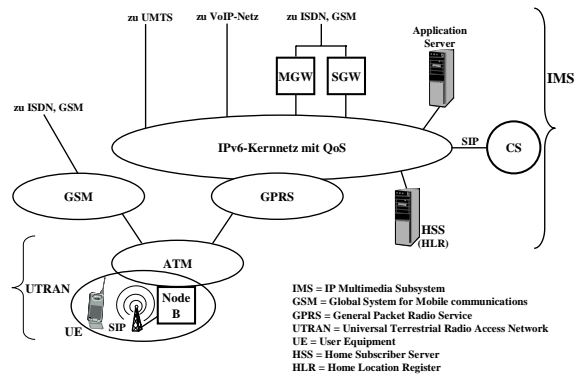 zu UMTS
zu VoIP-Netz
zu ISDN, GSM
Application
Server
MGW
SGW
IMS
zu ISDN, GSM
IPv6-Kernnetz mit QoS
SIP
CS
GSM
GPRS
HSS
(HLR)
ATM
UTRAN
Node
B
UE
SIP
IMS = IP Multimedia Subsystem
GSM = Global System for Mobile communications
GPRS = General Packet Radio Service
UTRAN = Universal Terrestrial Radio Access Network
UE = User Equipment
HSS = Home Subscriber Server
HLR = Home Location Register